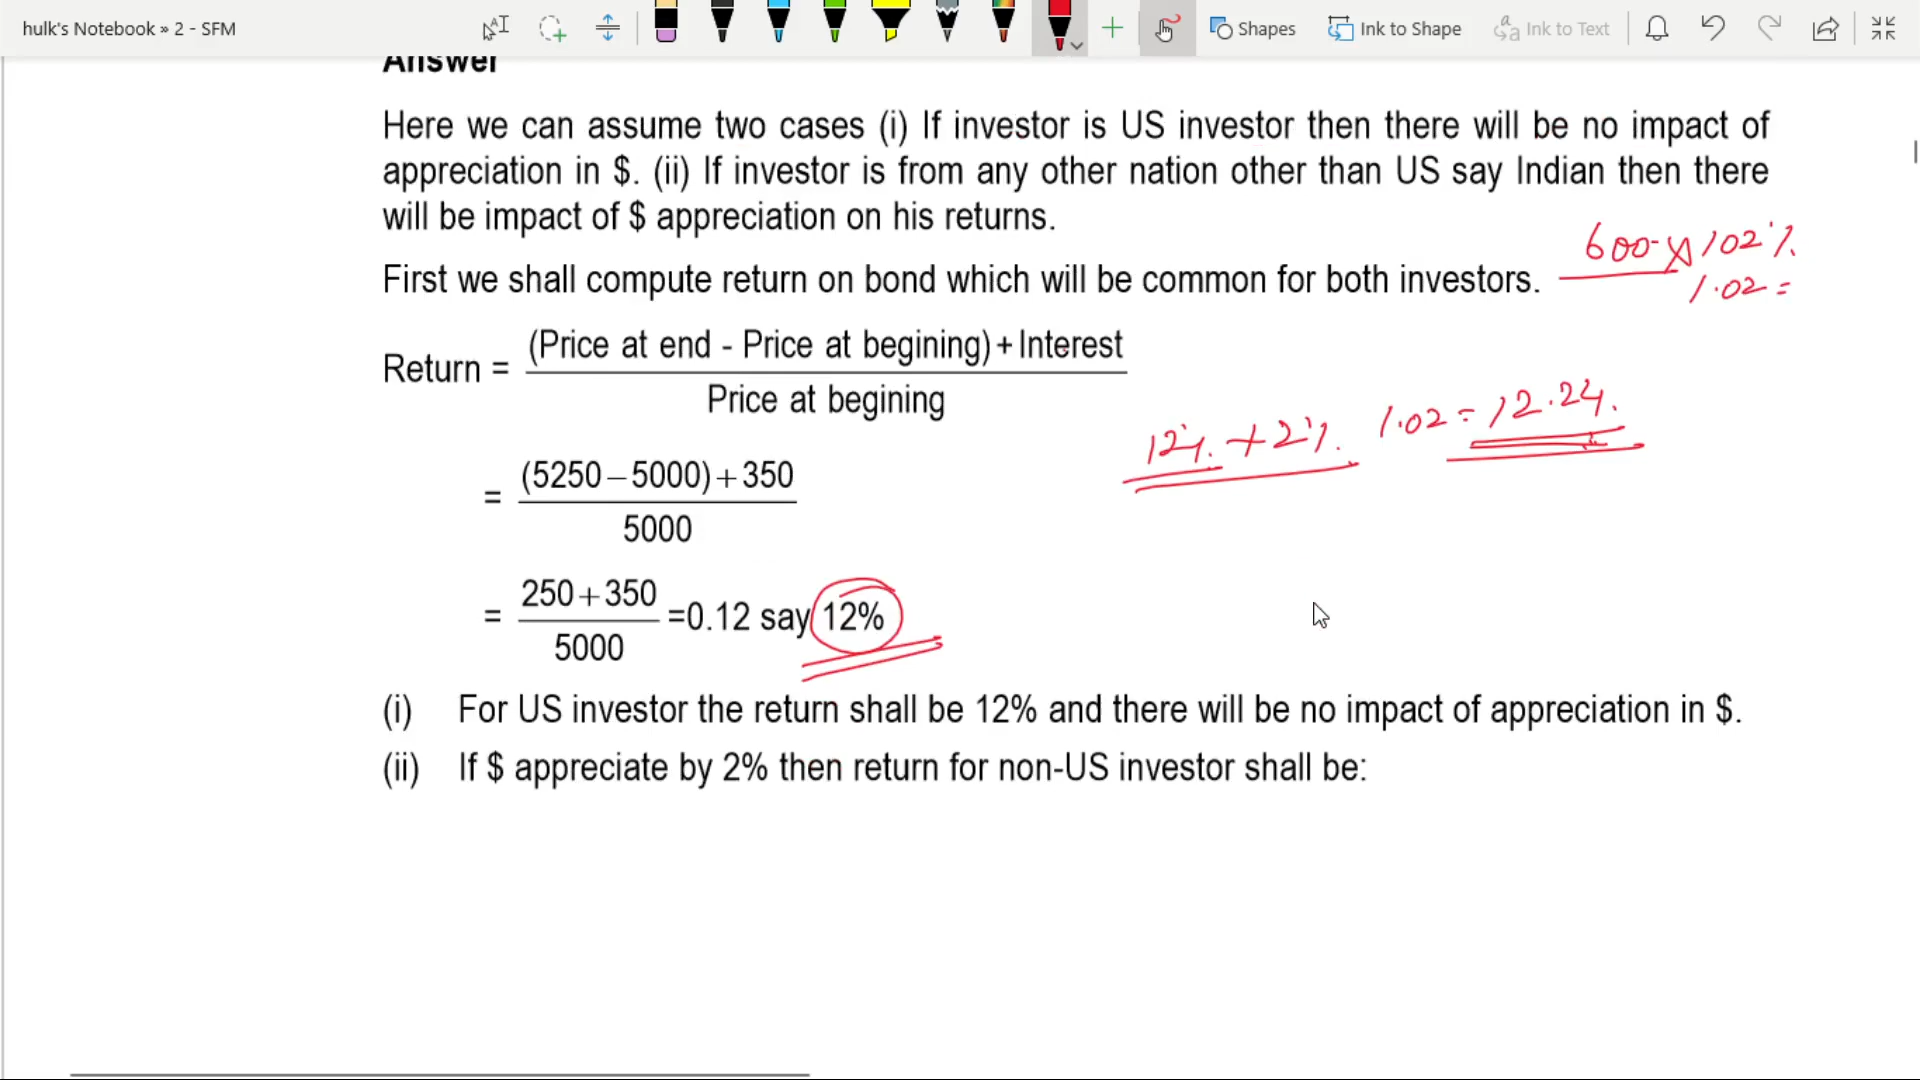 hulk's Notebook » 2 - SFM
Shapes
Ink to Shape
Ink to Text
Answer
Here we can assume two cases (i) If investor is US investor then there will be no impact of
appreciation in $. (ii) If investor is from any other nation other than US say Indian then there
will be impact of $ appreciation on his returns.
600 x 102%
First we shall compute return on bond which will be common for both investors.
1.02 =
Return = (Price at end - Price at begining) + Interest
Price at begining
12% + 2%. 1.02 = 12.24.
= (5250 – 5000) + 350
5000
= 250 + 350 =0.12 say 12%
5000
(i) For US investor the return shall be 12% and there will be no impact of appreciation in $.
(ii) If $ appreciate by 2% then return for non-US investor shall be: